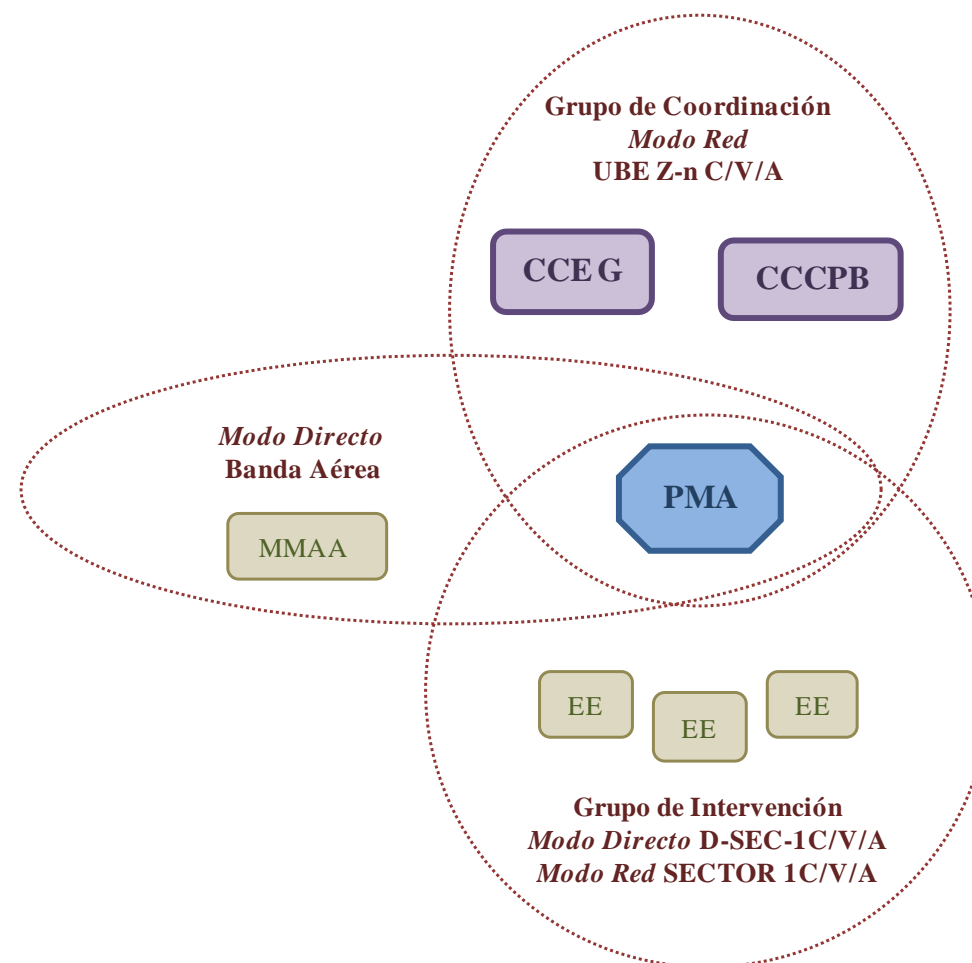 Grupo de Coordinación
Modo Red
UBE Z-n C/V/A
CCE G
CCCPB
Modo Directo
Banda Aérea
PMA
MMAA
EE
EE
EE
Grupo de Intervención
Modo Directo D-SEC-1C/V/A
Modo Red SECTOR 1C/V/A